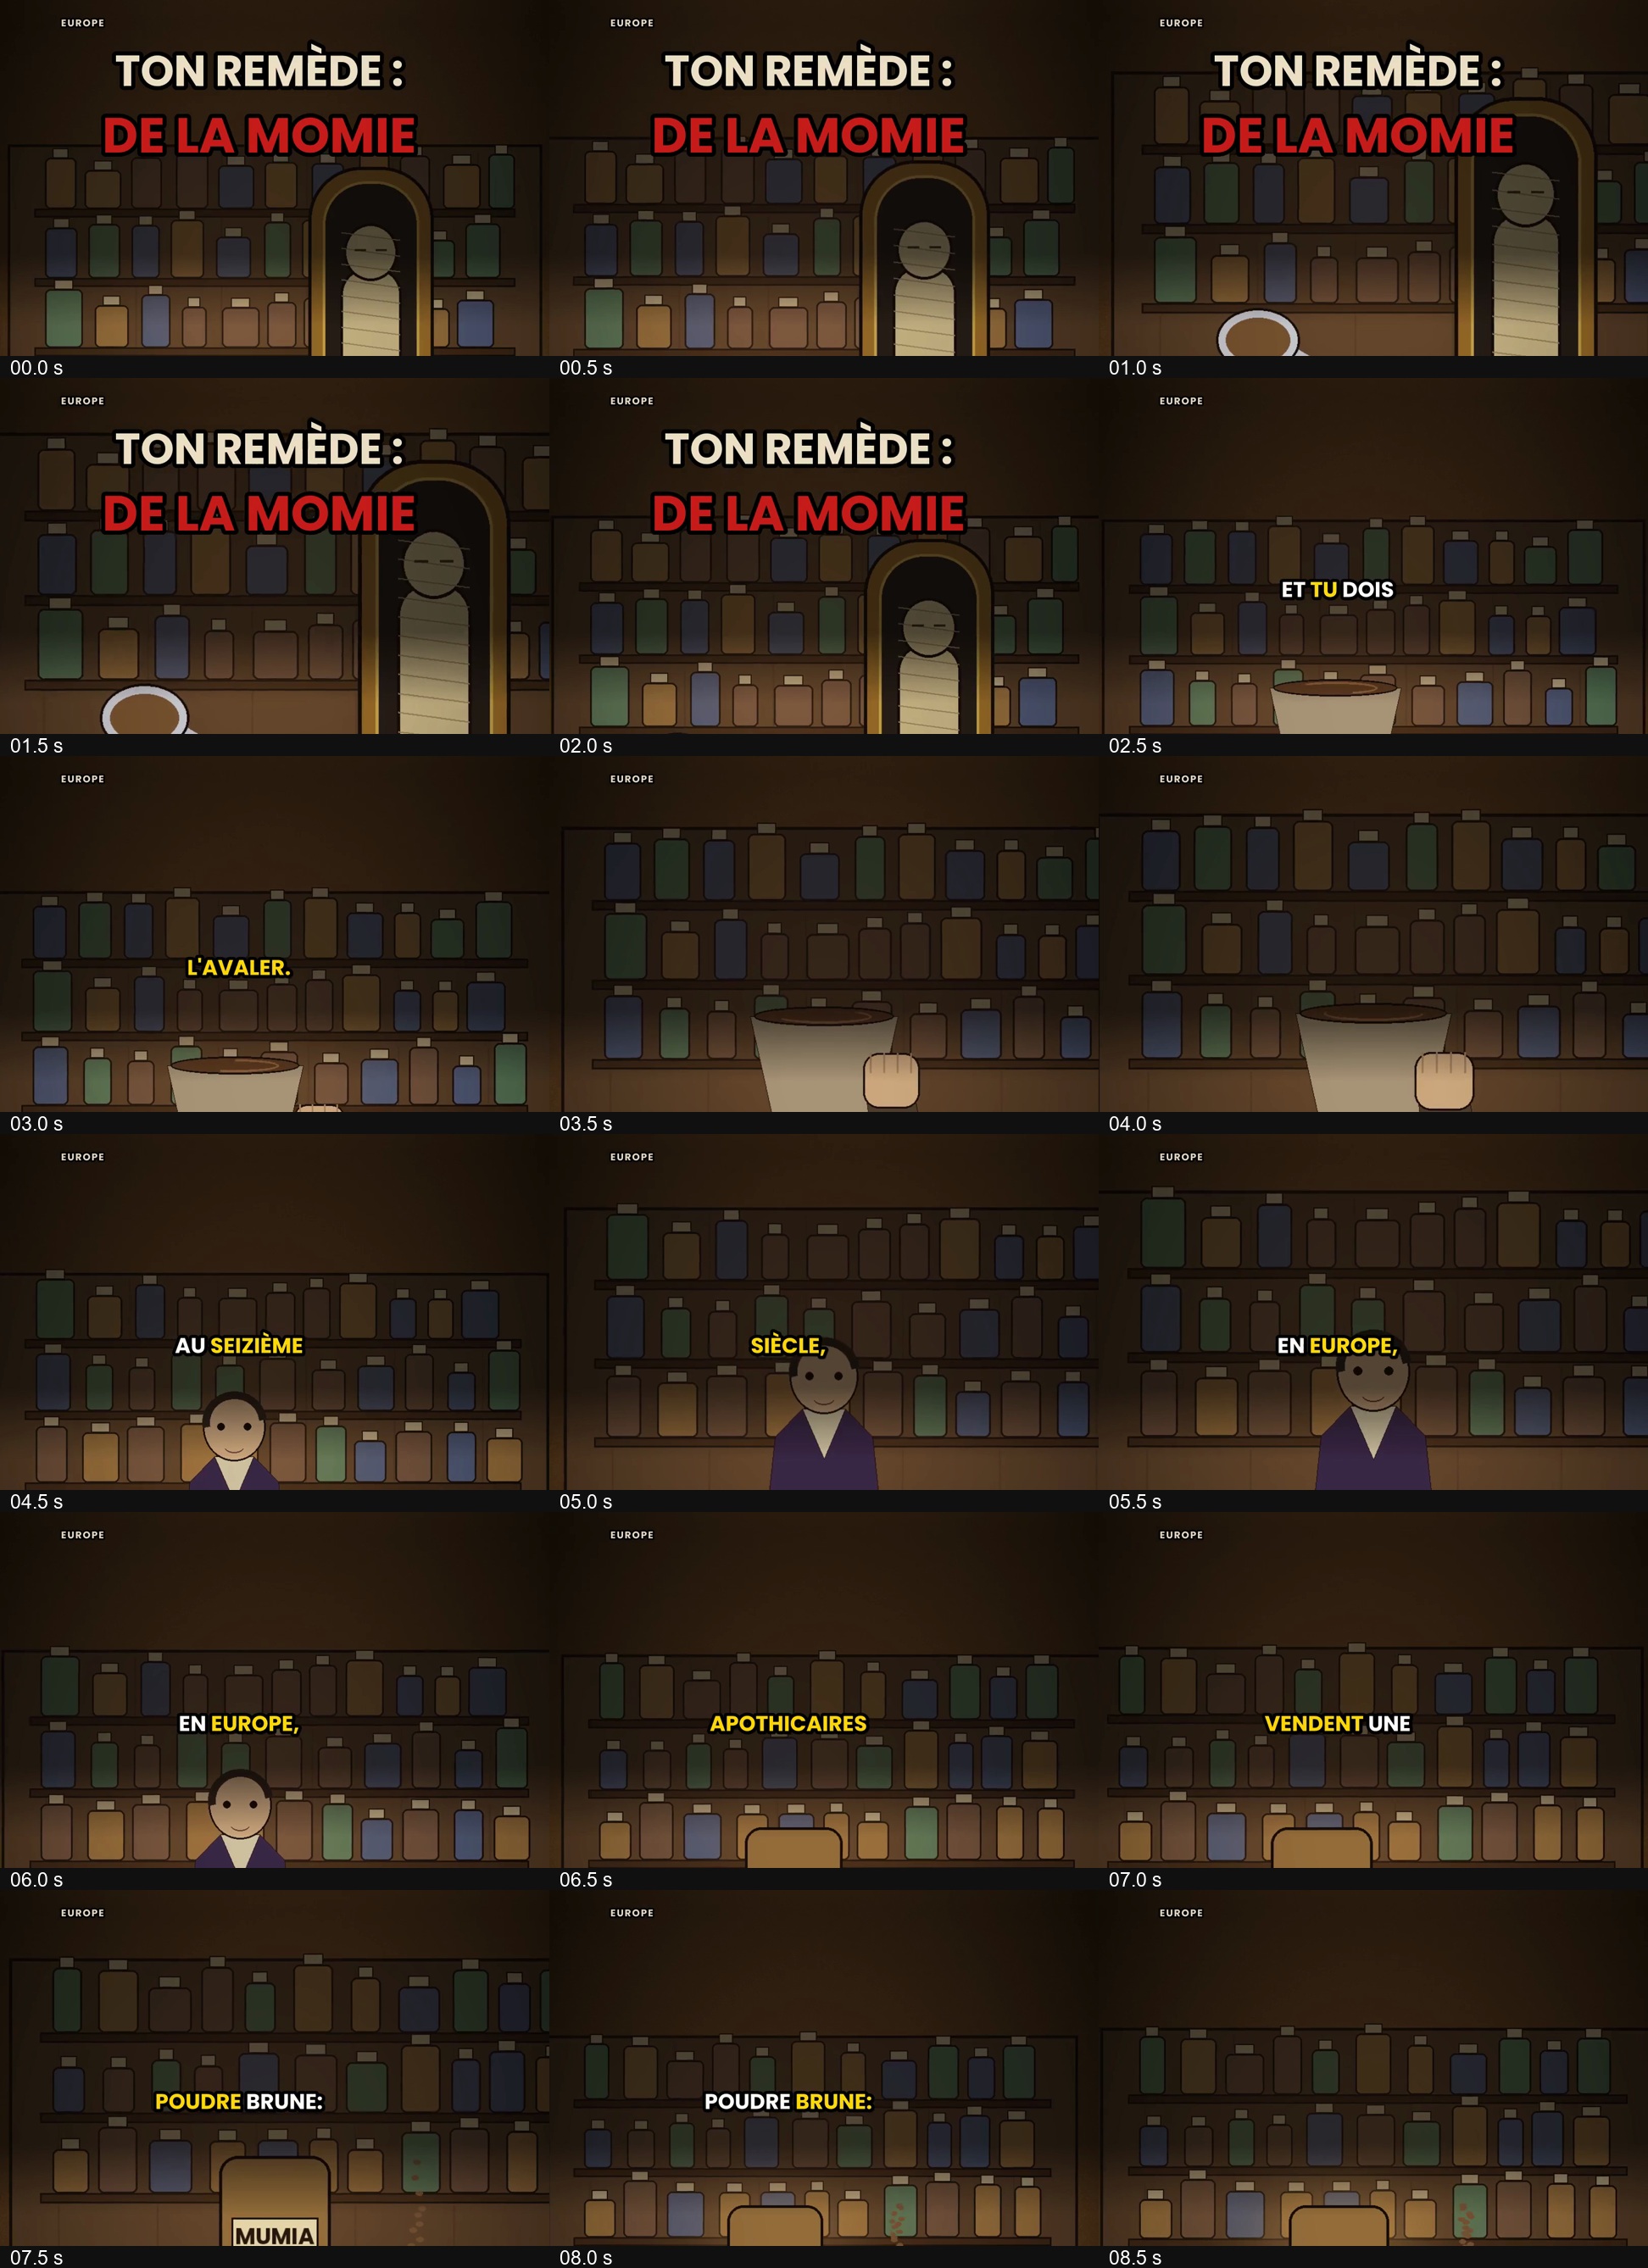 EUROPE
TON REMÈDE :
DE LA MOMIE
00.0 s
EUROPE
TON REMÈDE :
DE LA MOMIE
00.5 s
EUROPE
TON REMÈDE :
DE LA MOMIE
01.0 s
EUROPE
TON REMÈDE :
DE LA MOMIE
01.5 s
EUROPE
TON REMÈDE :
DE LA MOMIE
02.0 s
EUROPE
ET TU DOIS
02.5 s
EUROPE
L'AVALER.
03.0 s
EUROPE
03.5 s
EUROPE
04.0 s
EUROPE
AU SEIZIÈME
04.5 s
EUROPE
SIÈCLE,
05.0 s
EUROPE
EN EUROPE,
05.5 s
EUROPE
EN EUROPE,
06.0 s
EUROPE
APOTHICAIRES
06.5 s
EUROPE
VENDENT UNE
07.0 s
EUROPE
POUDRE BRUNE:
MUMIA
07.5 s
EUROPE
POUDRE BRUNE:
08.0 s
EUROPE
08.5 s